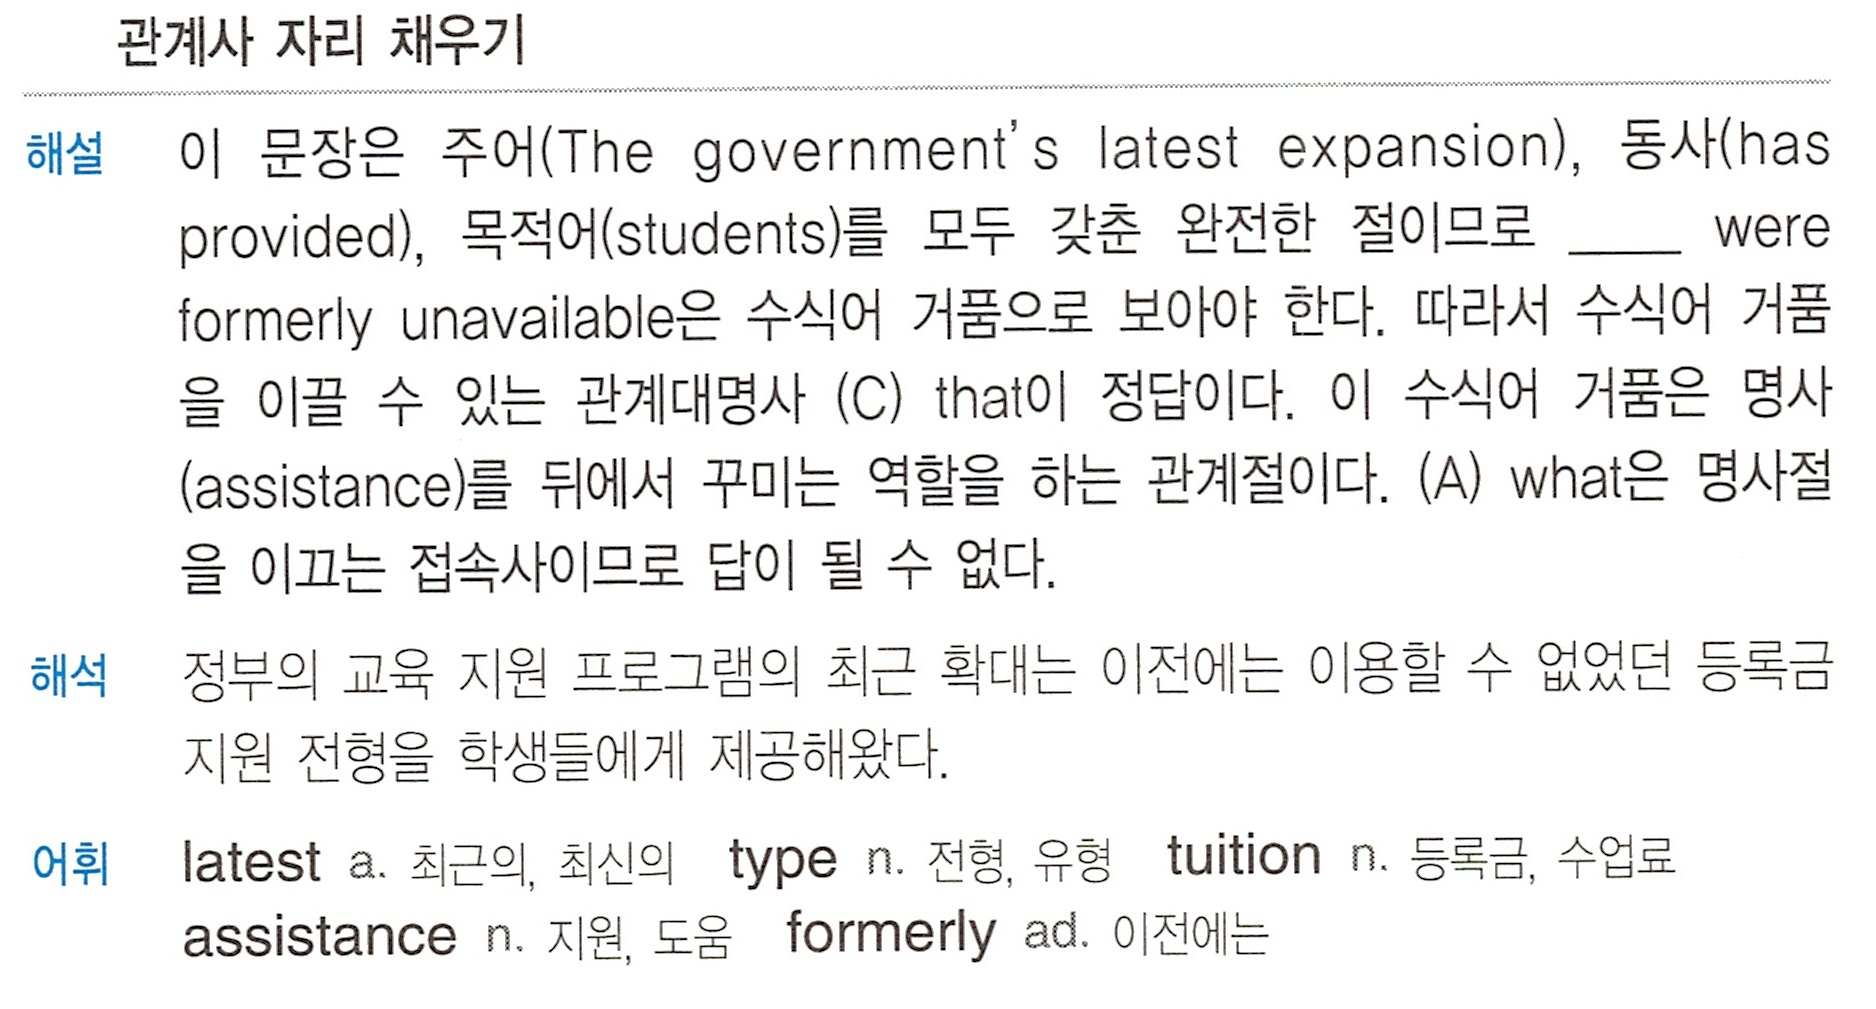 관계사 자리 채우기
해설 이 문장은 주어(The government's latest expansion), 동사(has
provided), 목적어(students)를 모두 갖춘 완전한 절이므로 ____ were
formerly unavailable은 수식어 거품으로 보아야 한다. 따라서 수식어 거품
을 이끌 수 있는 관계대명사 (C) that이 정답이다. 이 수식어 거품은 명사
(assistance)를 뒤에서 꾸미는 역할을 하는 관계절이다. (A) what은 명사절
을 이끄는 접속사이므로 답이 될 수 없다.
해석 정부의 교육 지원 프로그램의 최근 확대는 이전에는 이용할 수 없었던 등록금
지원 전형을 학생들에게 제공해왔다.
어휘 latest a. 최근의, 최신의 type n. 전형, 유형 tuition n. 등록금, 수업료
assistance n. 지원, 도움 formerly ad. 이전에는